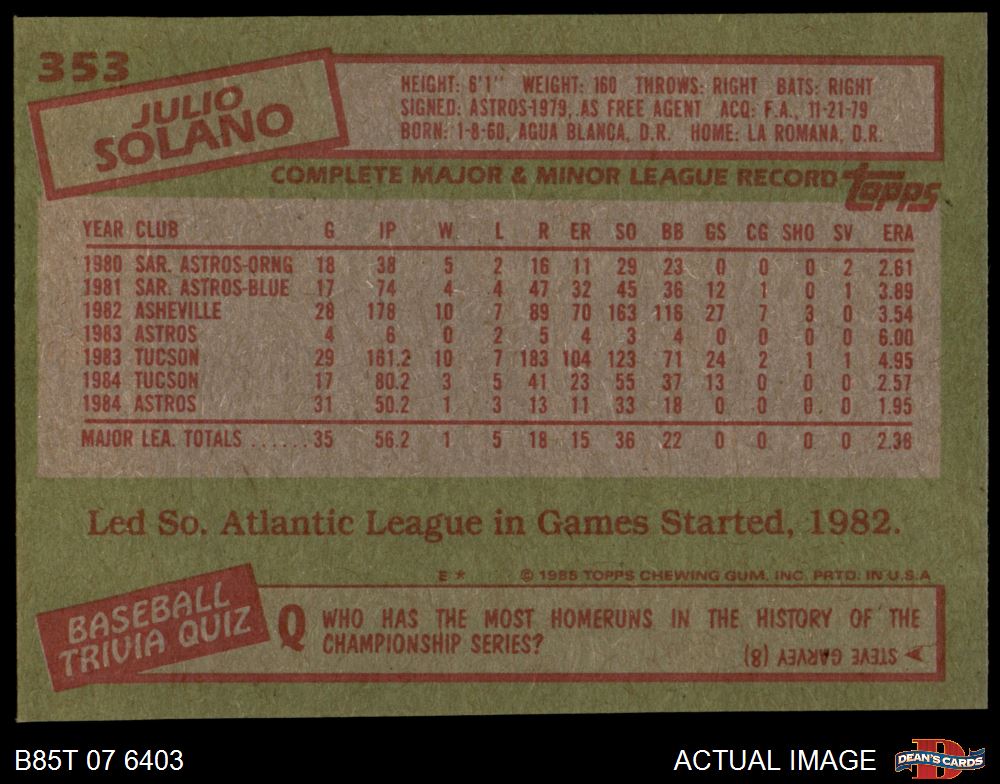 353
JULIO
SOLANO
HEIGHT: 6'1" WEIGHT: 160 THROWS: RIGHT BATS: RIGHT
SIGNED: ASTROS-1979, AS FREE AGENT ACQ: F.A., 11-21-79
BORN: 1-8-60, AGUA BLANCA, D.R. HOME: LA ROMANA, D.R.
COMPLETE MAJOR & MINOR LEAGUE RECORD topps
YEAR CLUB G IP W L R ER SO BB GS CG SHO SV ERA
1980 SAR. ASTROS-ORNG 18 38 5 2 16 11 29 23 0 0 0 2 2.61
1981 SAR. ASTROS-BLUE 17 74 4 4 47 32 45 36 12 1 0 1 3.89
1982 ASHEVILLE 28 178 10 7 89 70 163 116 27 7 3 0 3.54
1983 ASTROS 4 6 0 2 5 4 3 4 0 0 0 0 6.00
1983 TUCSON 29 161.2 10 7 183 104 123 71 24 2 1 1 4.95
1984 TUCSON 17 80.2 3 5 41 23 55 37 13 0 0 0 2.57
1984 ASTROS 31 50.2 1 3 13 11 33 18 0 0 0 0 1.95
MAJOR LEA. TOTALS ...... 35 56.2 1 5 18 15 36 22 0 0 0 0 2.38
Led So. Atlantic League in Games Started, 1982.
E* © 1985 TOPPS CHEWING GUM, INC. PRTD. IN U.S.A
BASEBALL
TRIVIA QUIZ
Q WHO HAS THE MOST HOMERUNS IN THE HISTORY OF THE
CHAMPIONSHIP SERIES?
STEVE GARVEY (8)
B85T 07 6403
ACTUAL IMAGE
DEAN'S CARDS